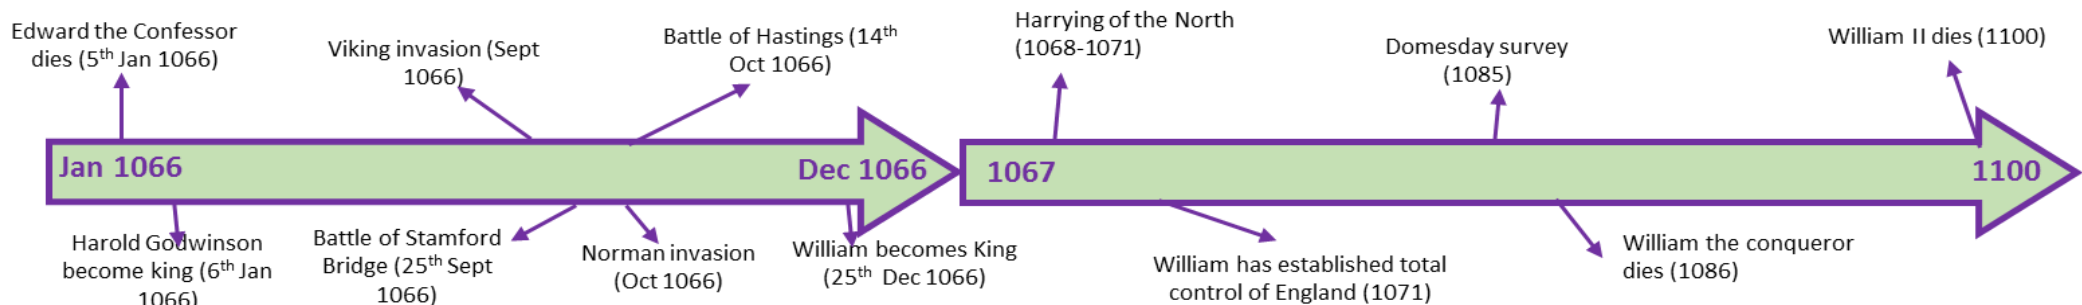 Edward the Confessor
dies (5th Jan 1066)
Viking invasion (Sept
1066)
Battle of Hastings (14th
Oct 1066)
Harrying of the North
(1068-1071)
Domesday survey
(1085)
William II dies (1100)
Jan 1066
Dec 1066
1067
1100
Harold Godwinson
become king (6th Jan
1066)
Battle of Stamford
Bridge (25th Sept
1066)
Norman invasion
(Oct 1066)
William becomes King
(25th Dec 1066)
William has established total
control of England (1071)
William the conqueror
dies (1086)